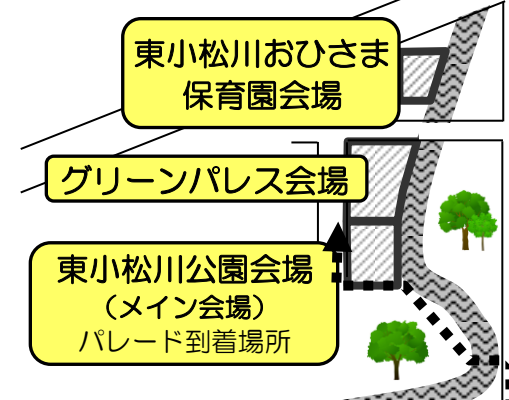 東小松川おひさま
保育園会場
グリーンパレス会場
東小松川公園会場
（メイン会場）
パレード到着場所